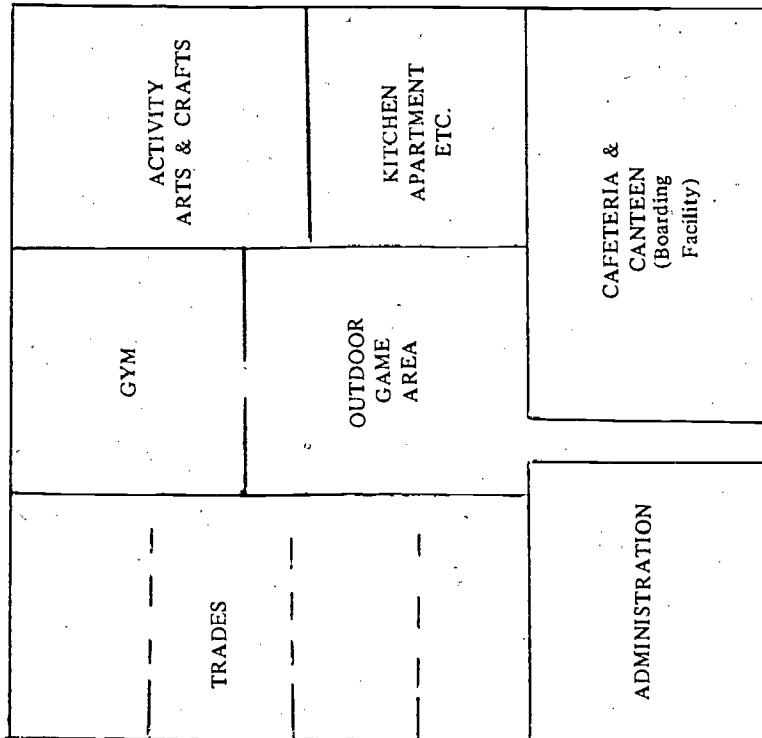 TRADES
GYM
ACTIVITY
ARTS & CRAFTS
OUTDOOR
GAME
AREA
KITCHEN
APARTMENT
ETC.
ADMINISTRATION
CAFETERIA &
CANTEEN
(Boarding
Facility)